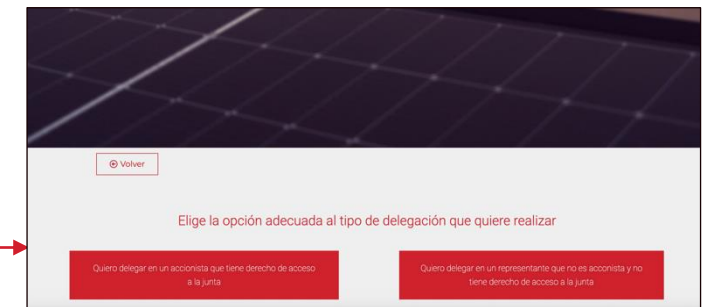 Volver
Elige la opción adecuada al tipo de delegación que quiere realizar
Quiero delegar en un accionista que tiene derecho de acceso
a la junta
Quiero delegar en un representante que no es acconista y no
tiene derecho de acceso a la junta